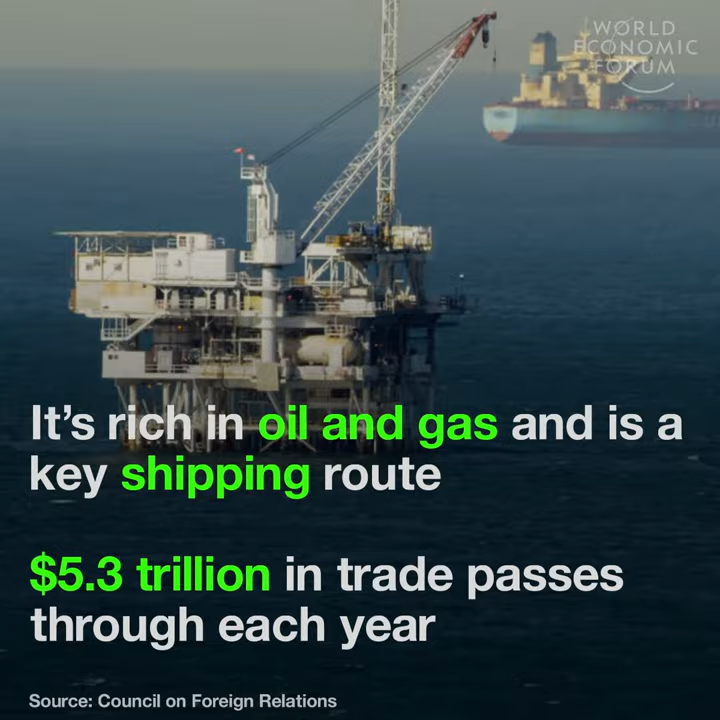 WORLD
ECONOMIC
FORUM
It's rich in oil and gas and is a
key shipping route
$5.3 trillion in trade passes
through each year
Source: Council on Foreign Relations